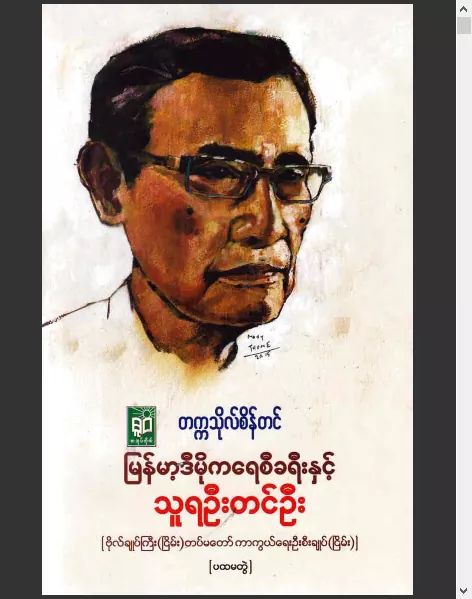 တက္ကသိုလ်စိန်တင်
မြန်မာ့ဒီမိုကရေစီခရီးနှင့်
သူရဦးတင်ဦး
[ဗိုလ်ချုပ်ကြီး(ငြိမ်း)တပ်မတော် ကာကွယ်ရေးဦးစီးချုပ်(ငြိမ်း)]
[ပထမတွဲ]